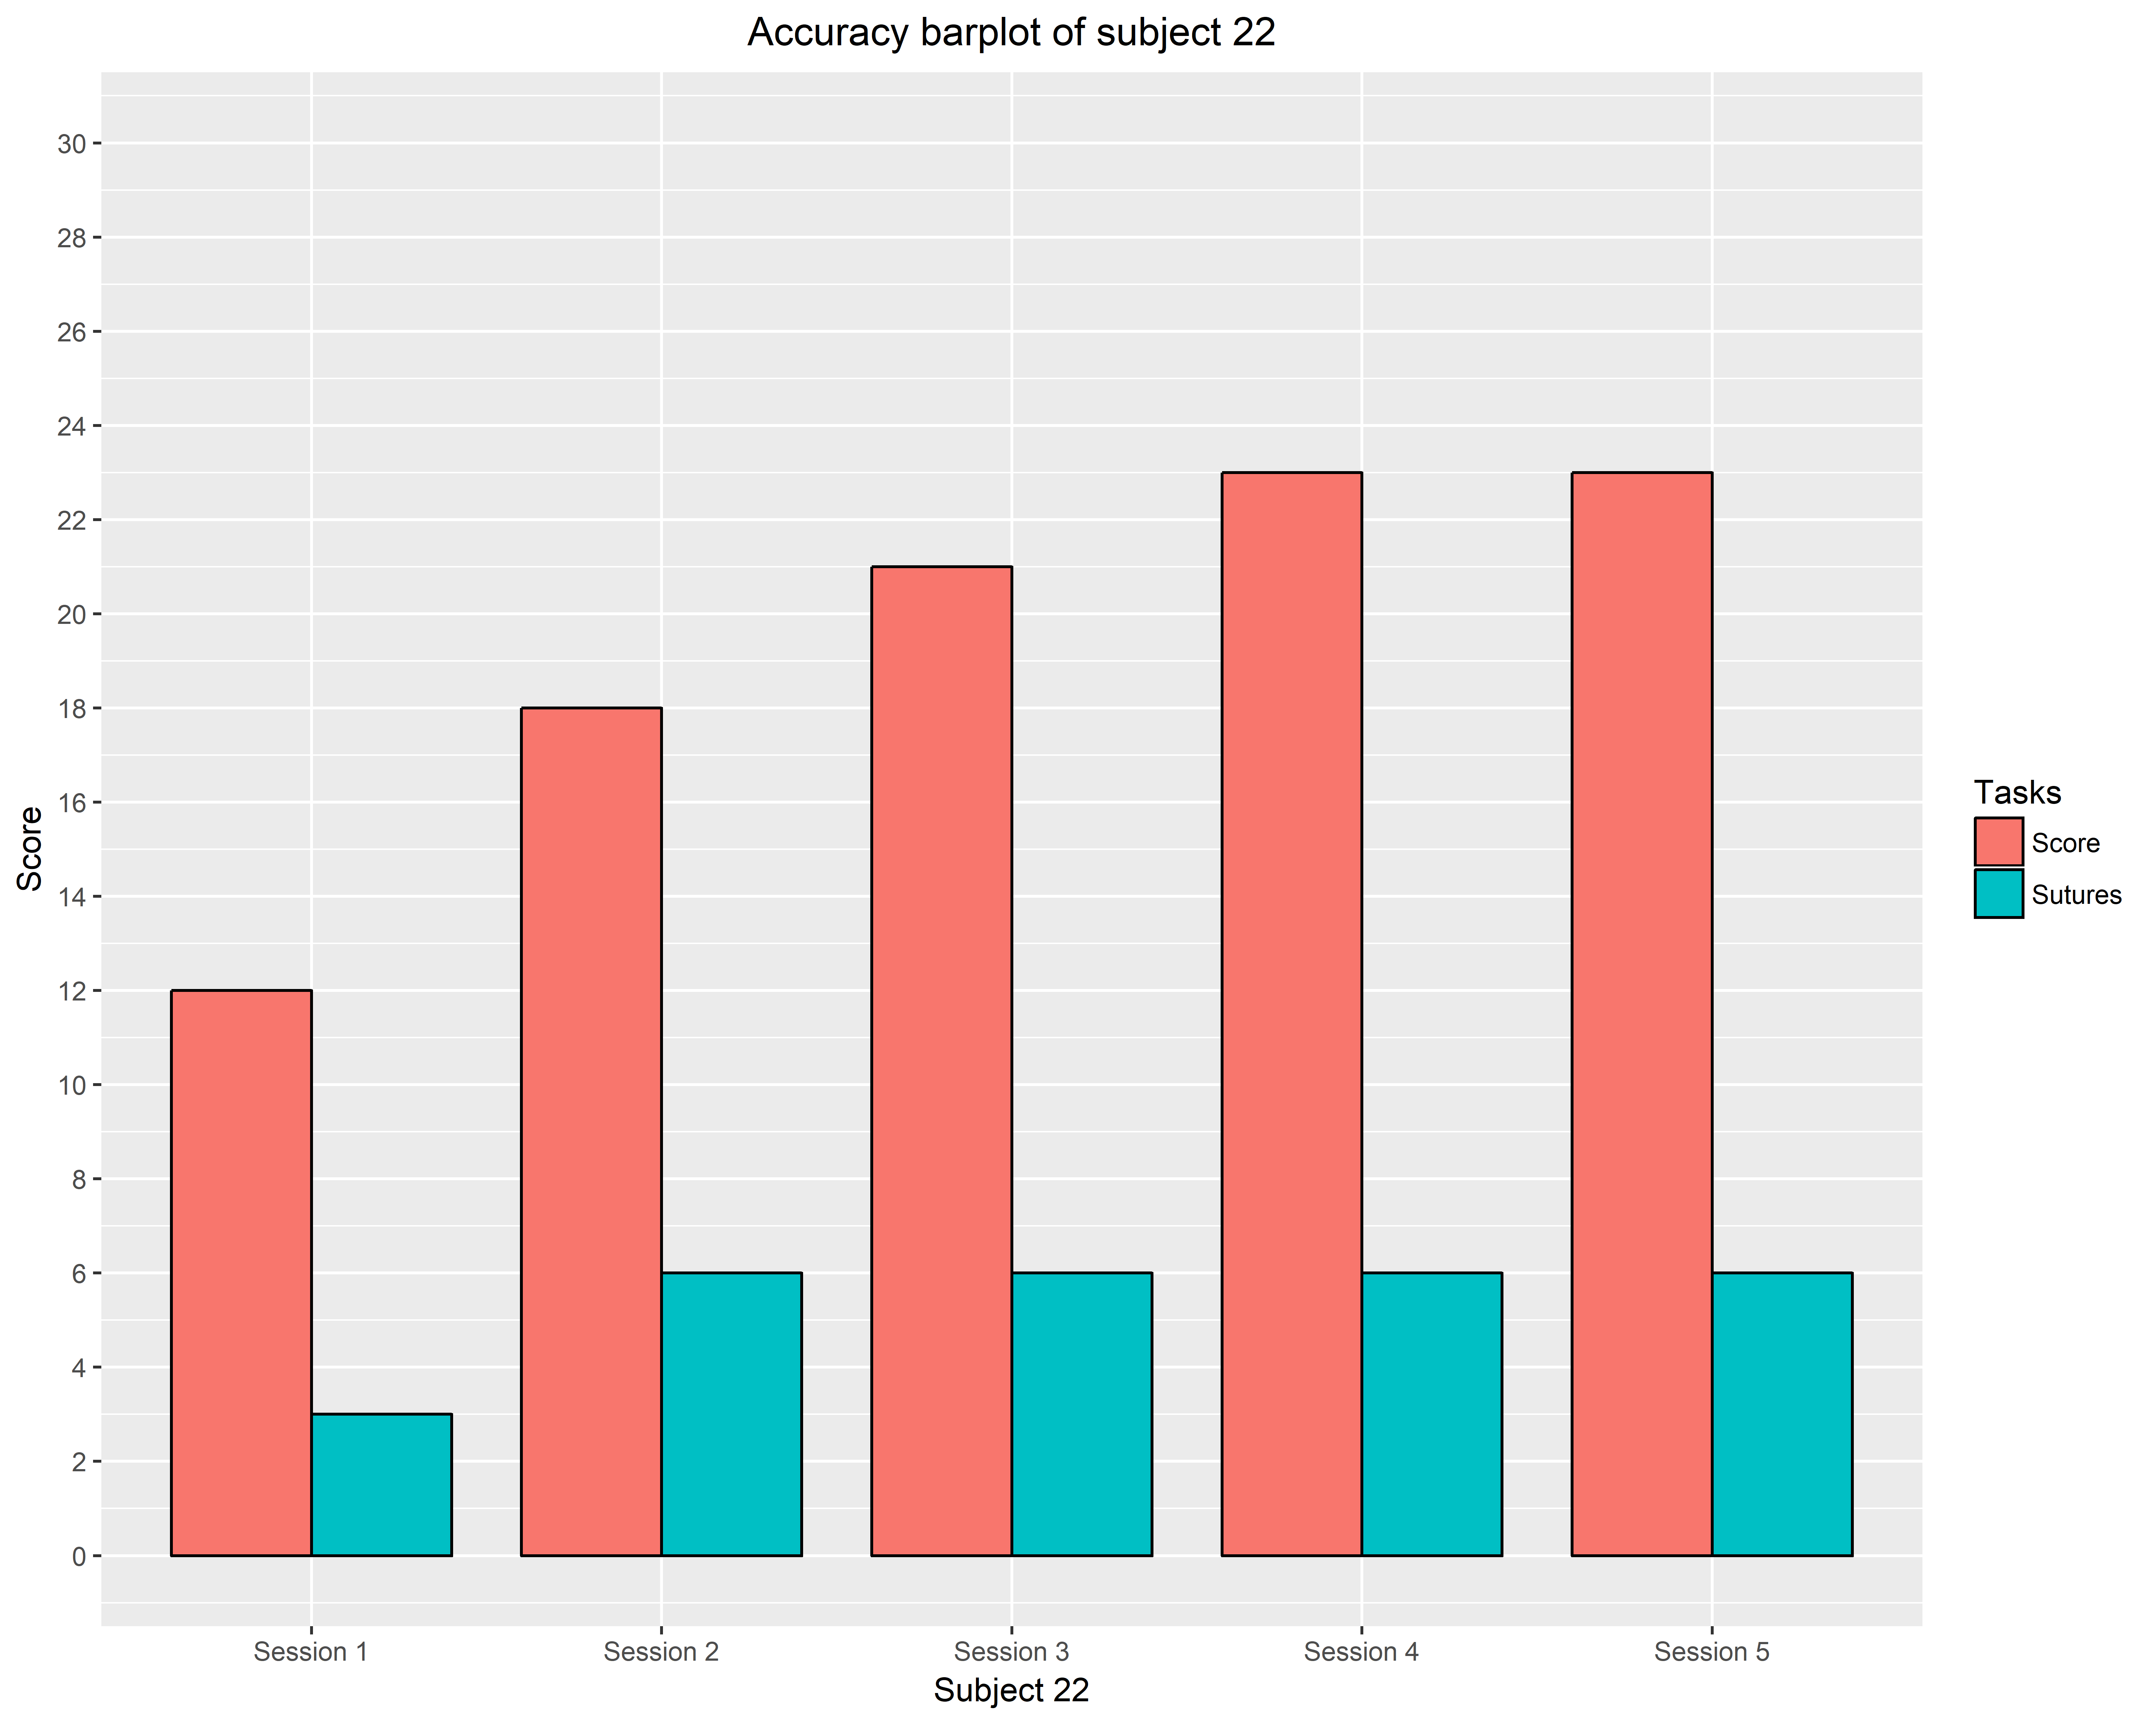 Accuracy barplot of subject 22
30
28
26
24
22
20
18
16
14
12
10
8
6
4
2
0
Score
Session 1
Session 2
Session 3
Session 4
Session 5
Subject 22
Tasks
Score
Sutures